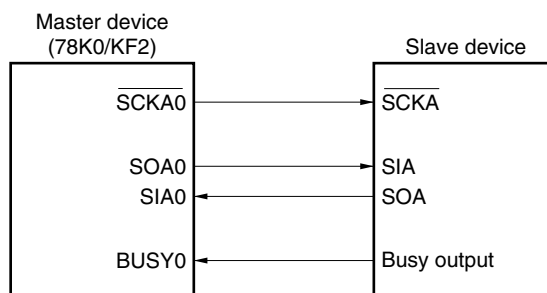 Master device
(78K0/KF2)
Slave device
SCKA0
SCKA
SOA0
SIA
SIA0
SOA
BUSY0
Busy output